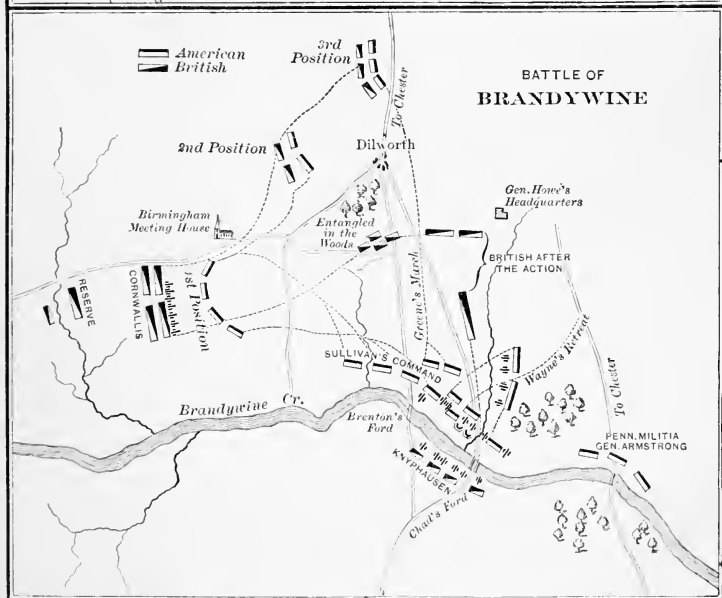 American
British
3rd
Position
BATTLE OF
BRANDYWINE
To Chester
2nd Position
Dilworth
Gen. Howe's
Headquarters
Birmingham
Meeting House
Entangled
in the
Woods
BRITISH AFTER
THE ACTION
RESERVE
CORNWALLIS
1st Position
Greene's March
SULLIVAN'S COMMAND
Wayne's Retreat
To Chester
Brandywine Cr.
Brenton's
Ford
KNYPHAUSEN
PENN. MILITIA
GEN. ARMSTRONG
Chad's Ford